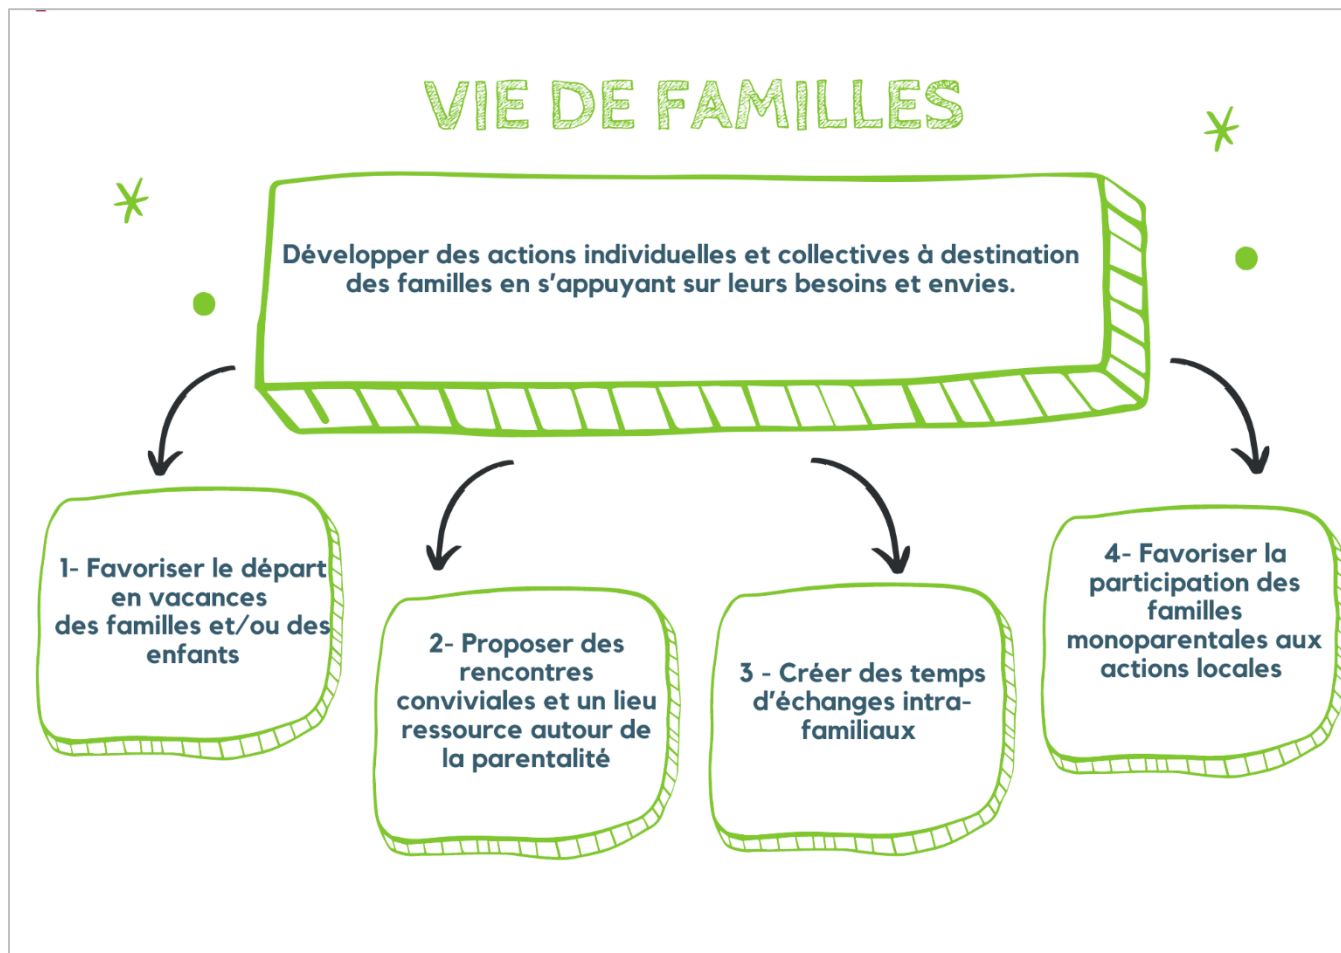 VIE DE FAMILLES
Développer des actions individuelles et collectives à destination
des familles en s'appuyant sur leurs besoins et envies.
1- Favoriser le départ
en vacances
des familles et/ou des
enfants
2- Proposer des
rencontres
conviviales et un lieu
ressource autour de
la parentalité
3 - Créer des temps
d'échanges intra-
familiaux
4- Favoriser la
participation des
familles
monoparentales aux
actions locales